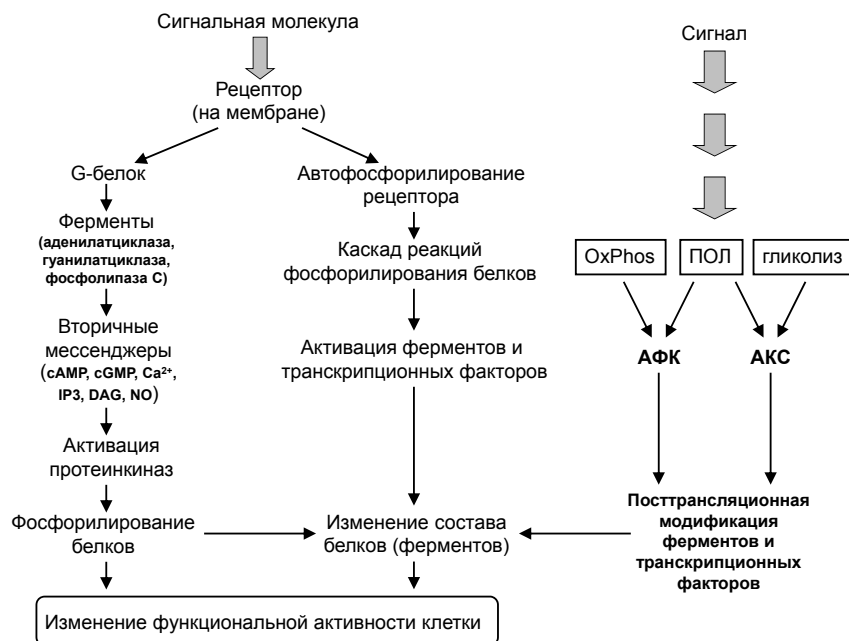 Сигнальная молекула
Рецептор
(на мембране)
G-белок
Ферменты
(аденилатциклаза,
гуанилатциклаза,
фосфолипаза С)
Вторичные
мессенджеры
(cAMP, cGMP, Ca²⁺,
IP3, DAG, NO)
Активация
протеинкиназ
Фосфорилирование
белков
Автофосфорилирование
рецептора
Каскад реакций
фосфорилирования белков
Активация ферментов и
транскрипционных факторов
Изменение состава
белков (ферментов)
Изменение функциональной активности клетки
Сигнал
OxPhos
ПОЛ
гликолиз
АФК
АКС
Посттрансляционная
модификация
ферментов и
транскрипционных
факторов